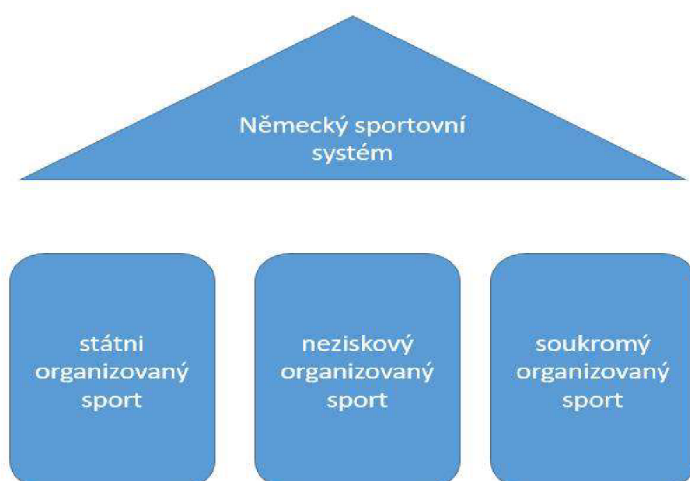 Německý sportovní
systém
státni
organizovaný
sport
neziskový
organizovaný
sport
soukromý
organizovaný
sport